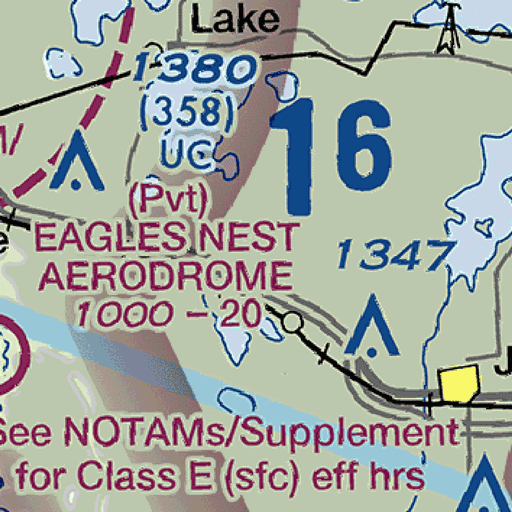 Lake
1380
(358)
UC
16
(Pvt)
EAGLES NEST
AERODROME
1000 - 20
1347
See NOTAMs/Supplement
for Class E (sfc) eff hrs